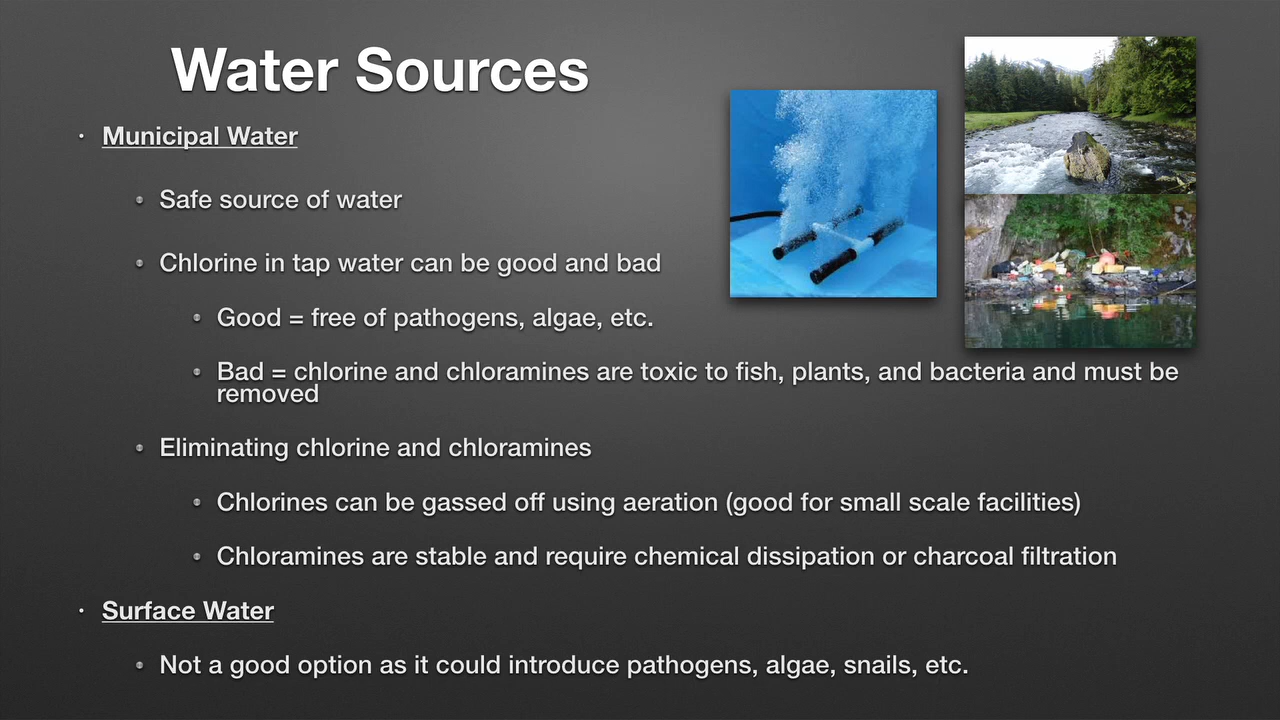 Water Sources
Municipal Water
Safe source of water
Chlorine in tap water can be good and bad
Good = free of pathogens, algae, etc.
Bad = chlorine and chloramines are toxic to fish, plants, and bacteria and must be
removed
Eliminating chlorine and chloramines
Chlorines can be gassed off using aeration (good for small scale facilities)
Chloramines are stable and require chemical dissipation or charcoal filtration
Surface Water
Not a good option as it could introduce pathogens, algae, snails, etc.